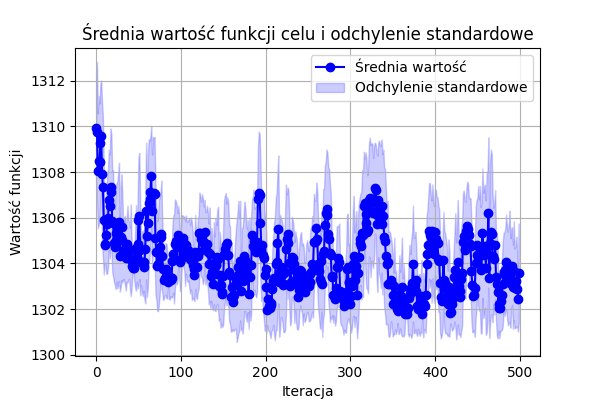 Średnia wartość funkcji celu i odchylenie standardowe
Średnia wartość
Odchylenie standardowe
Wartość funkcji
1312
1310
1308
1306
1304
1302
1300
0 100 200 300 400 500
Iteracja